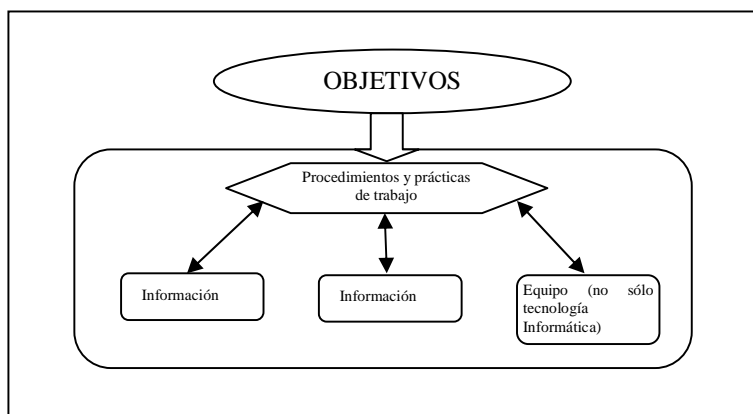 OBJETIVOS
Procedimientos y prácticas
de trabajo
Información
Información
Equipo (no sólo
tecnología
Informática)